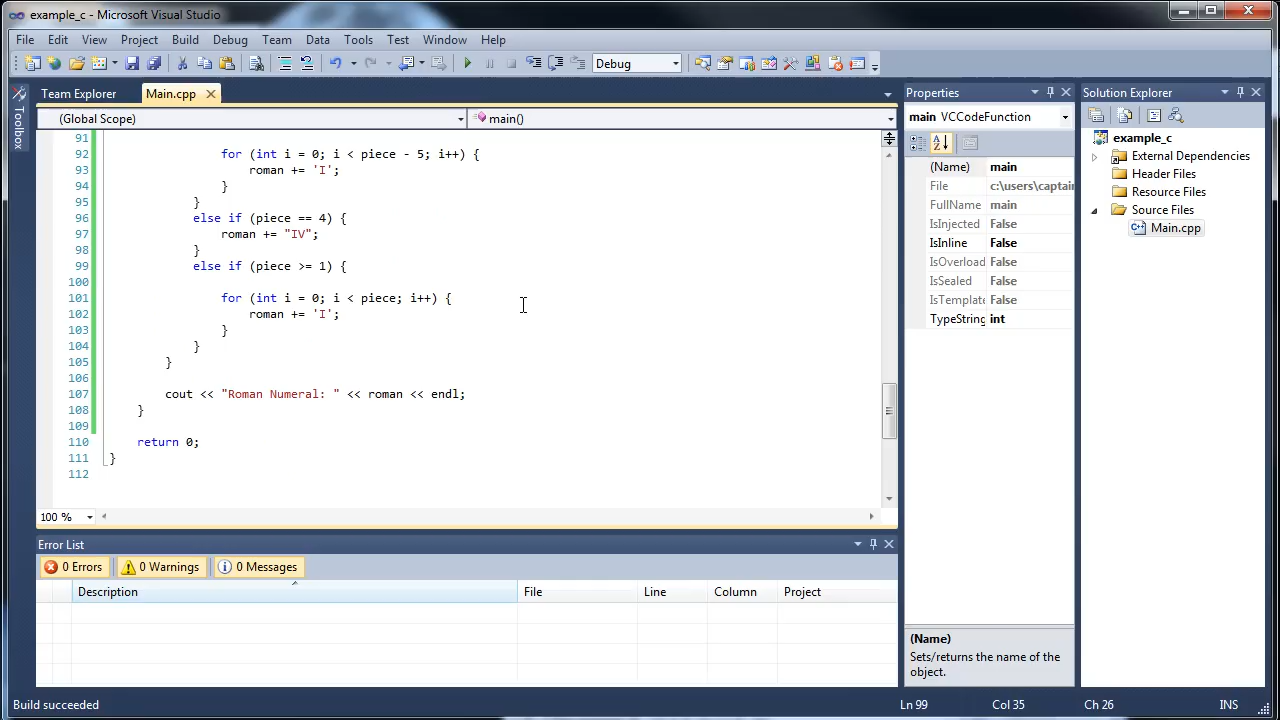 example_c - Microsoft Visual Studio
File Edit View Project Build Debug Team Data Tools Test Window Help
Debug
Toolbox
Team Explorer Main.cpp
(Global Scope) main()
91
92 for (int i = 0; i < piece - 5; i++) {
93 roman += 'I';
94 }
95 }
96 else if (piece == 4) {
97 roman += "IV";
98 }
99 else if (piece >= 1) {
100
101 for (int i = 0; i < piece; i++) {
102 roman += 'I';
103 }
104 }
105 }
106
107 cout << "Roman Numeral: " << roman << endl;
108 }
109
110 return 0;
111 }
112
100 %
Error List
0 Errors 0 Warnings 0 Messages
Description File Line Column Project
Properties
main VCCodeFunction
(Name) main
File c:\users\captain
FullName main
IsInjected False
IsInline False
IsOverload False
IsSealed False
IsTemplate False
TypeString int
(Name)
Sets/returns the name of the
object.
Solution Explorer
example_c
External Dependencies
Header Files
Resource Files
Source Files
Main.cpp
Build succeeded Ln 99 Col 35 Ch 26 INS